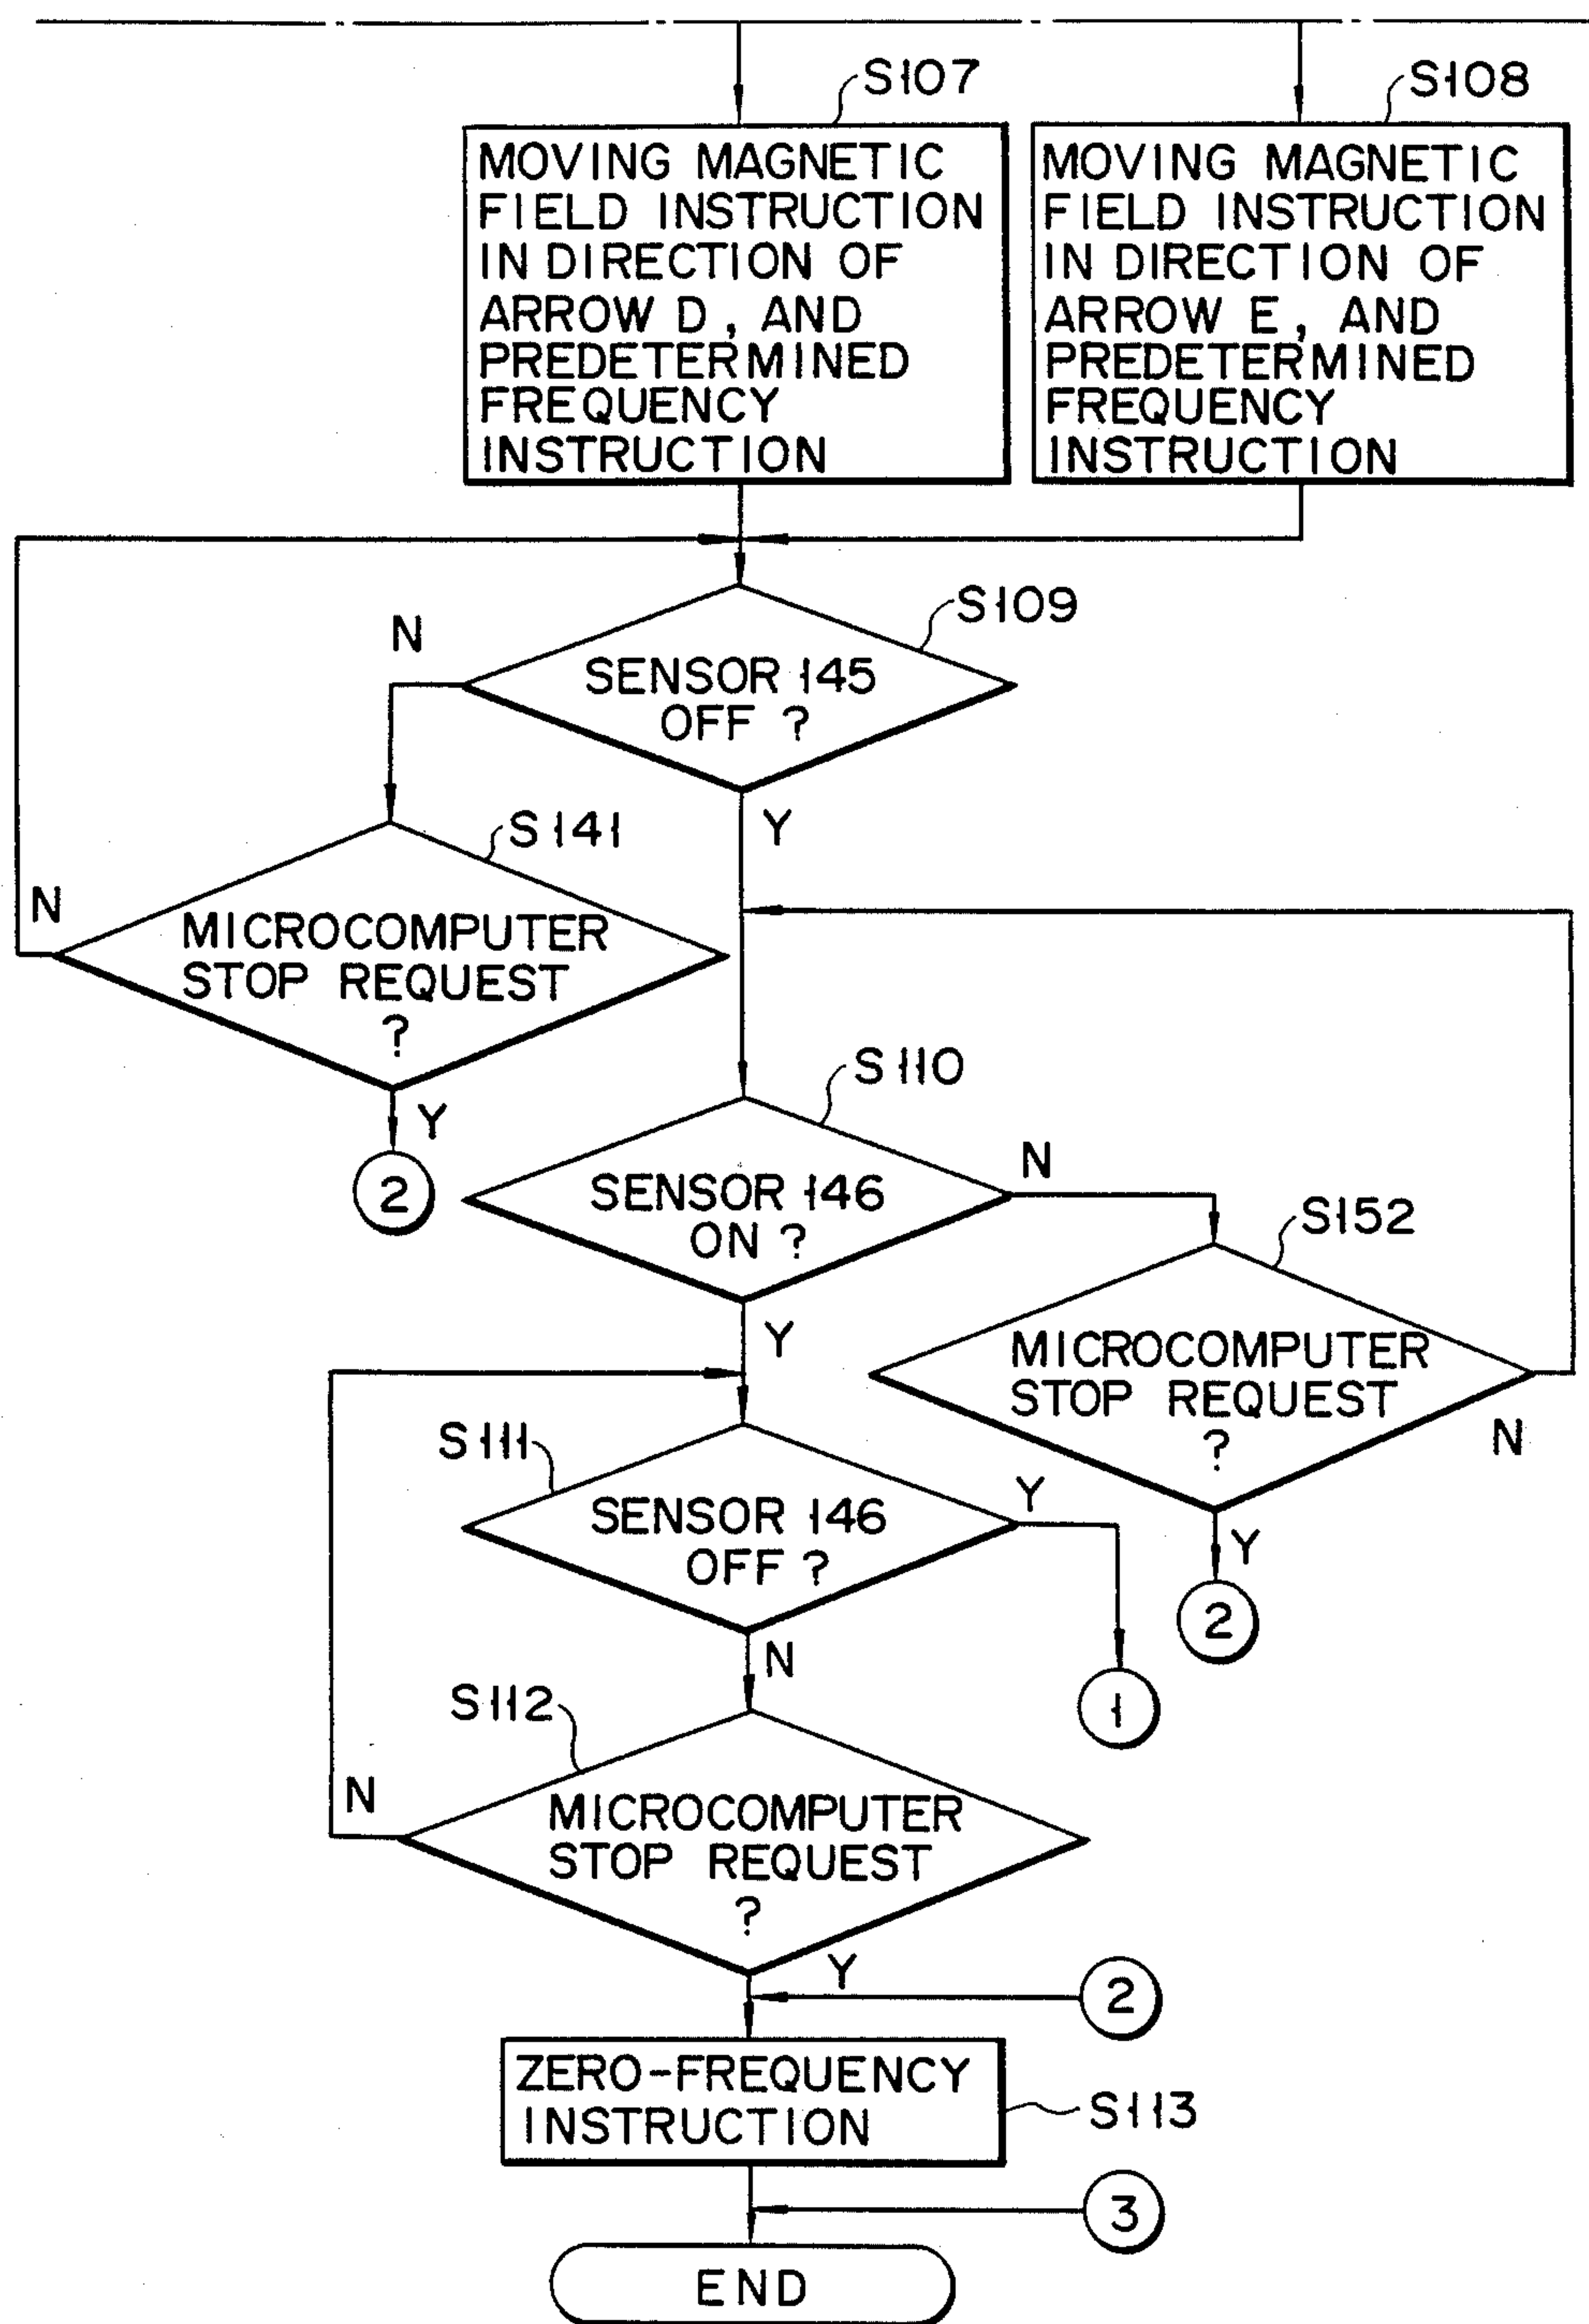 S107
S108
MOVING MAGNETIC
FIELD INSTRUCTION
IN DIRECTION OF
ARROW D, AND
PREDETERMINED
FREQUENCY
INSTRUCTION
MOVING MAGNETIC
FIELD INSTRUCTION
IN DIRECTION OF
ARROW E, AND
PREDETERMINED
FREQUENCY
INSTRUCTION
S109
N
SENSOR 145
OFF ?
Y
S141
N
MICROCOMPUTER
STOP REQUEST
?
Y
2
S110
N
SENSOR 146
ON ?
Y
S152
MICROCOMPUTER
STOP REQUEST
?
N
Y
2
S111
Y
SENSOR 146
OFF ?
N
1
S112
N
MICROCOMPUTER
STOP REQUEST
?
Y
2
ZERO-FREQUENCY
INSTRUCTION
S113
3
END